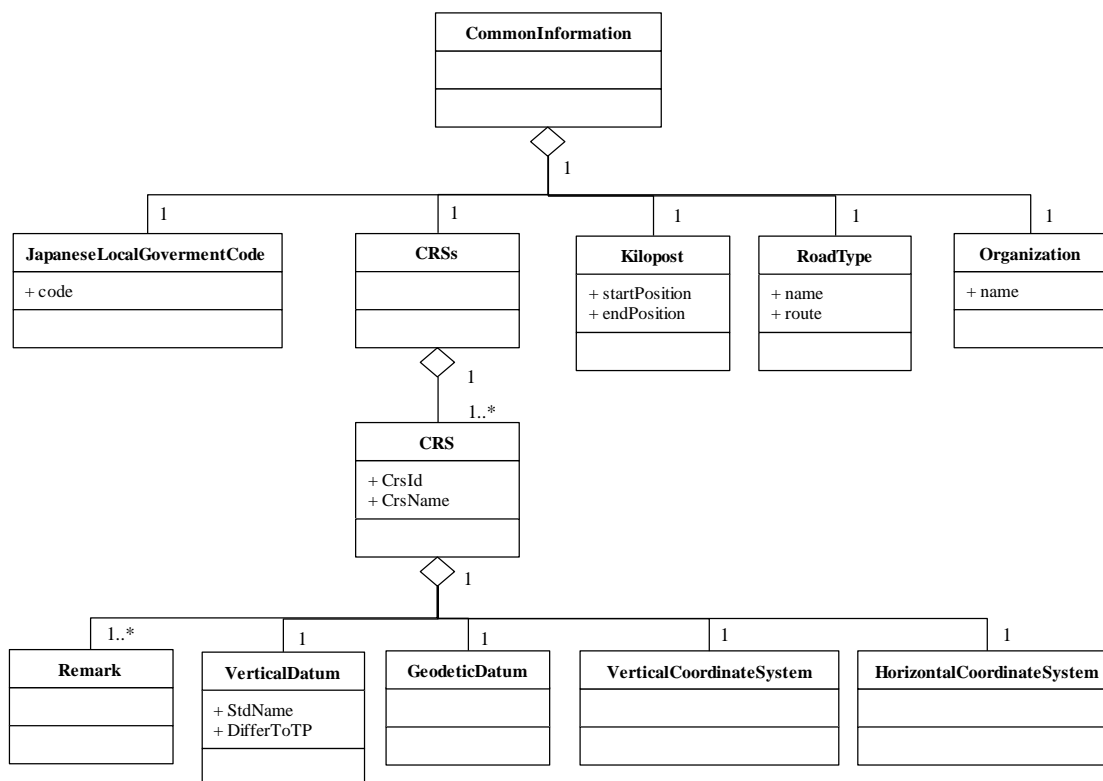 CommonInformation
1
1
1
1
1
1
JapaneseLocalGovermentCode
+ code
CRSs
Kilopost
+ startPosition
+ endPosition
RoadType
+ name
+ route
Organization
+ name
1
1..*
CRS
+ CrsId
+ CrsName
1
1..*
1
1
1
1
Remark
VerticalDatum
+ StdName
+ DifferToTP
GeodeticDatum
VerticalCoordinateSystem
HorizontalCoordinateSystem